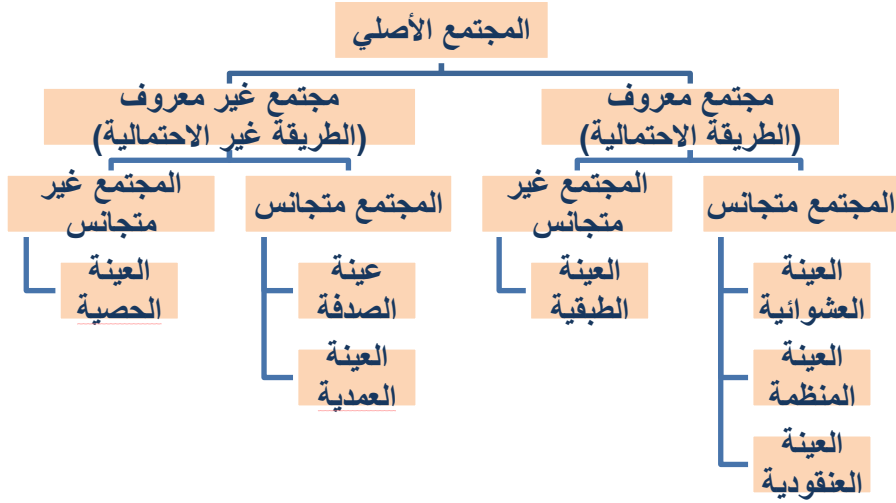 المجتمع الأصلي
مجتمع معروف
(الطريقة الاحتمالية)
مجتمع غير معروف
(الطريقة غير الاحتمالية)
المجتمع متجانس
المجتمع غير
متجانس
المجتمع متجانس
المجتمع غير
متجانس
العينة
العشوائية
العينة
الطبقية
عينة
الصدفة
العينة
الحصية
العينة
المنظمة
العينة
العمدية
العينة
العنقودية